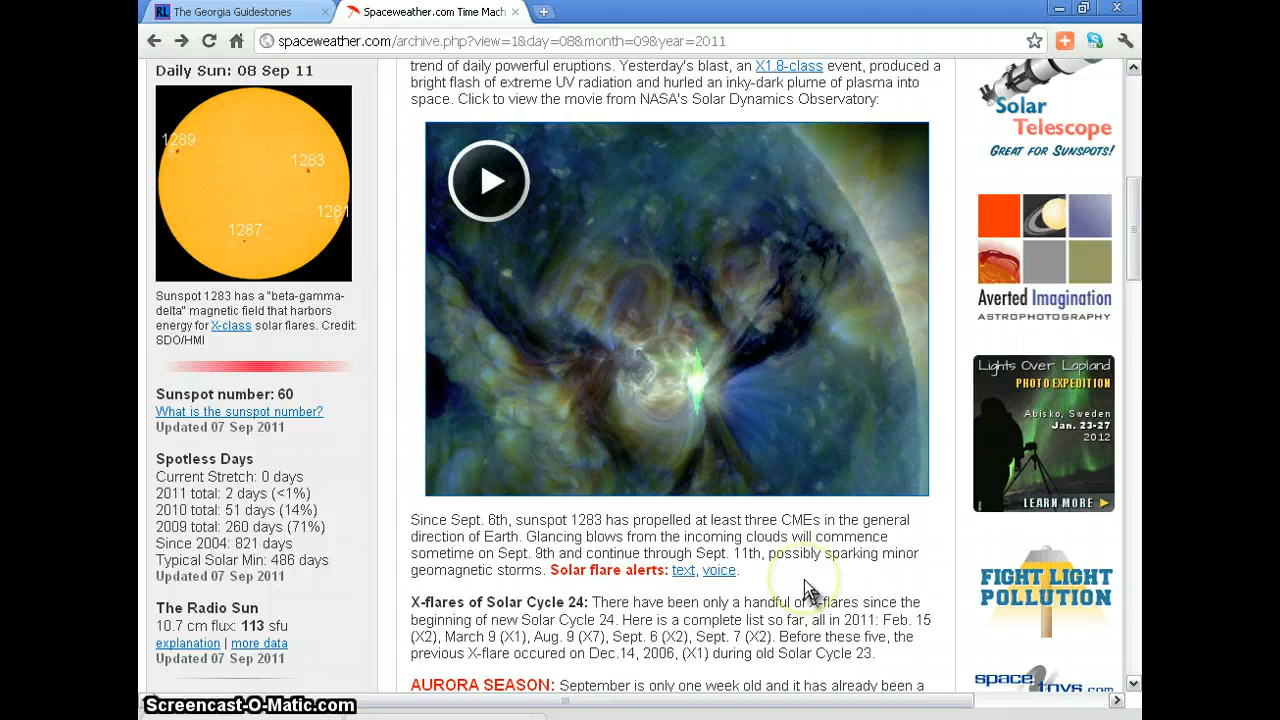 The Georgia Guidestones
Spaceweather.com Time Mach
spaceweather.com/archive.php?view=1&day=08&month=09&year=2011
Daily Sun: 08 Sep 11
1289
1283
1281
1287
Sunspot 1283 has a "beta-gamma-
delta" magnetic field that harbors
energy for X-class solar flares. Credit:
SDO/HMI
Sunspot number: 60
What is the sunspot number?
Updated 07 Sep 2011
Spotless Days
Current Stretch: 0 days
2011 total: 2 days (<1%)
2010 total: 51 days (14%)
2009 total: 260 days (71%)
Since 2004: 821 days
Typical Solar Min: 486 days
Updated 07 Sep 2011
The Radio Sun
10.7 cm flux: 113 sfu
explanation | more data
Updated 07 Sep 2011
trend of daily powerful eruptions. Yesterday's blast, an X1.8-class event, produced a
bright flash of extreme UV radiation and hurled an inky-dark plume of plasma into
space. Click to view the movie from NASA's Solar Dynamics Observatory:
Since Sept. 6th, sunspot 1283 has propelled at least three CMEs in the general
direction of Earth. Glancing blows from the incoming clouds will commence
sometime on Sept. 9th and continue through Sept. 11th, possibly sparking minor
geomagnetic storms. Solar flare alerts: text, voice.
X-flares of Solar Cycle 24: There have been only a handful of X-flares since the
beginning of new Solar Cycle 24. Here is a complete list so far, all in 2011: Feb. 15
(X2), March 9 (X1), Aug. 9 (X7), Sept. 6 (X2), Sept. 7 (X2). Before these five, the
previous X-flare occured on Dec.14, 2006, (X1) during old Solar Cycle 23.
AURORA SEASON: September is only one week old and it has already been a
Solar
Telescope
GREAT FOR SUNSPOTS!
Averted Imagination
ASTROPHOTOGRAPHY
Lights Over Lapland
PHOTO EXPEDITION
Abisko, Sweden
Jan. 23-27
2012
LEARN MORE
FIGHT LIGHT
POLLUTION
space
toys.com
Screencast-O-Matic.com